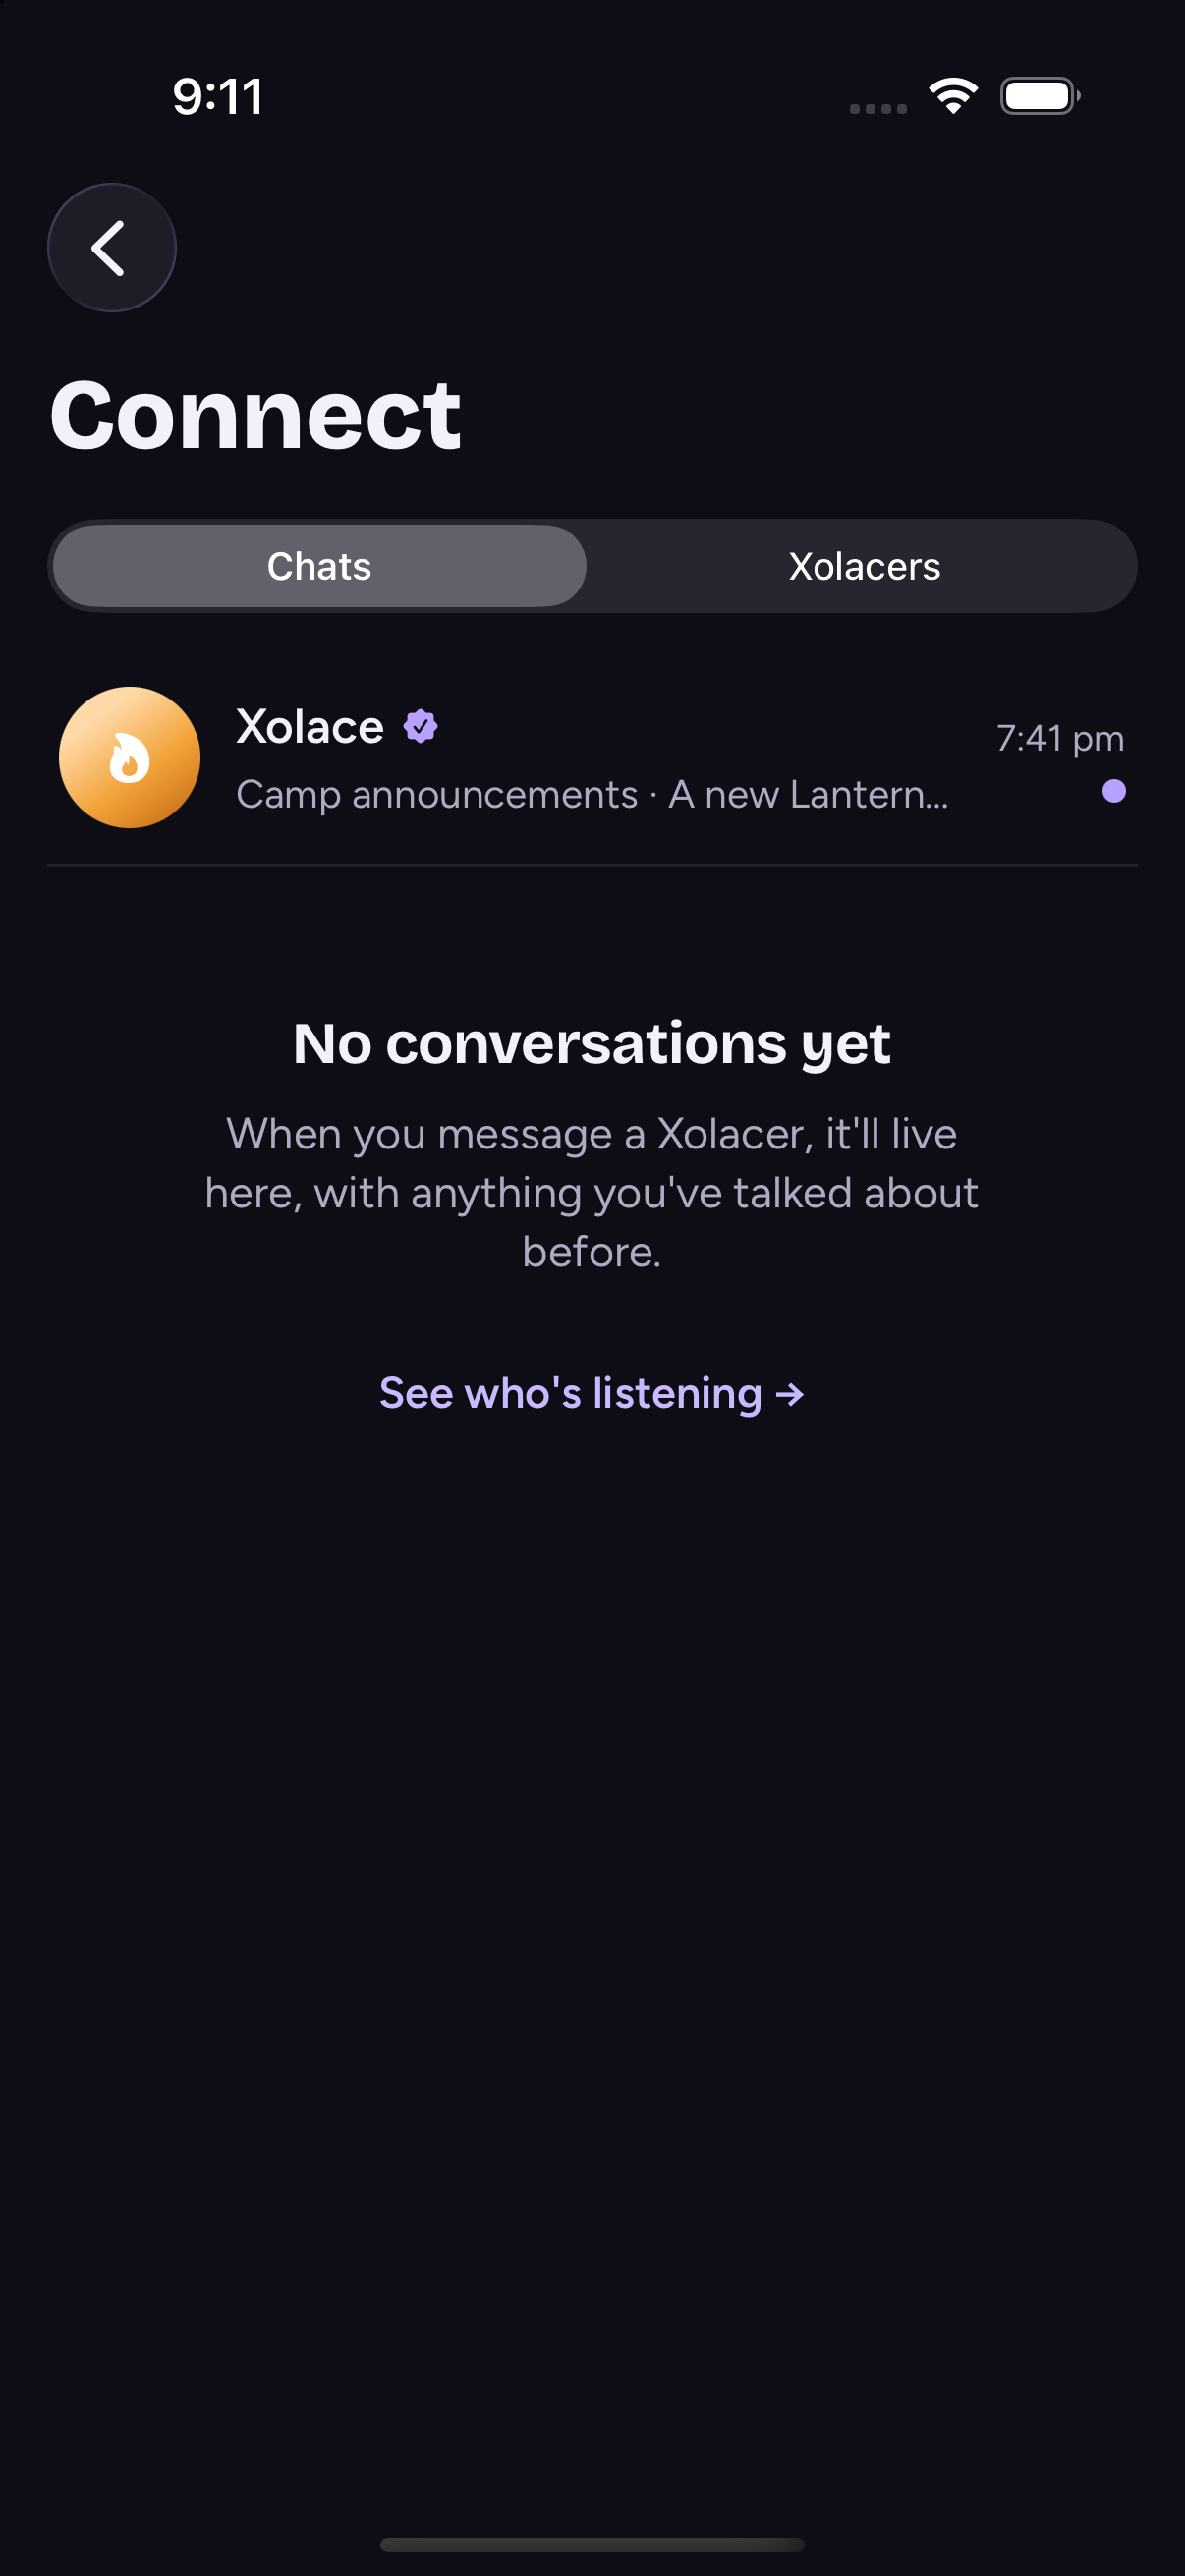 9:11
Connect
Chats
Xolacers
Xolace
7:41 pm
Camp announcements · A new Lantern...
No conversations yet
When you message a Xolacer, it'll live
here, with anything you've talked about
before.
See who's listening →